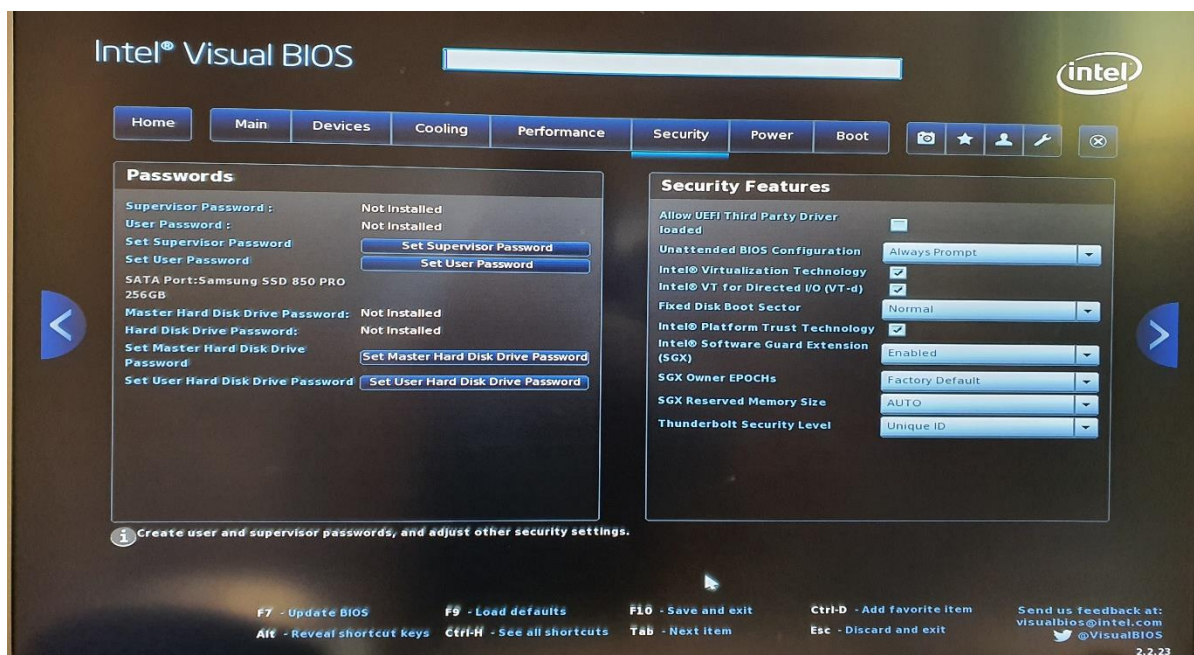 Intel® Visual BIOS
intel
Home Main Devices Cooling Performance Security Power Boot
Passwords
Supervisor Password : Not Installed
User Password : Not Installed
Set Supervisor Password Set Supervisor Password
Set User Password Set User Password
SATA Port:Samsung SSD 850 PRO
256GB
Master Hard Disk Drive Password: Not Installed
Hard Disk Drive Password: Not Installed
Set Master Hard Disk Drive
Password Set Master Hard Disk Drive Password
Set User Hard Disk Drive Password Set User Hard Disk Drive Password
Security Features
Allow UEFI Third Party Driver
loaded
Unattended BIOS Configuration Always Prompt
Intel® Virtualization Technology
Intel® VT for Directed I/O (VT-d)
Fixed Disk Boot Sector Normal
Intel® Platform Trust Technology
Intel® Software Guard Extension
(SGX) Enabled
SGX Owner EPOCHs Factory Default
SGX Reserved Memory Size AUTO
Thunderbolt Security Level Unique ID
i Create user and supervisor passwords, and adjust other security settings.
F7 - Update BIOS F9 - Load defaults F10 - Save and exit Ctrl-D - Add favorite item
Alt - Reveal shortcut keys Ctrl-H - See all shortcuts Tab - Next item Esc - Discard and exit
Send us feedback at:
visualbios@intel.com
@VisualBIOS
2.2.23